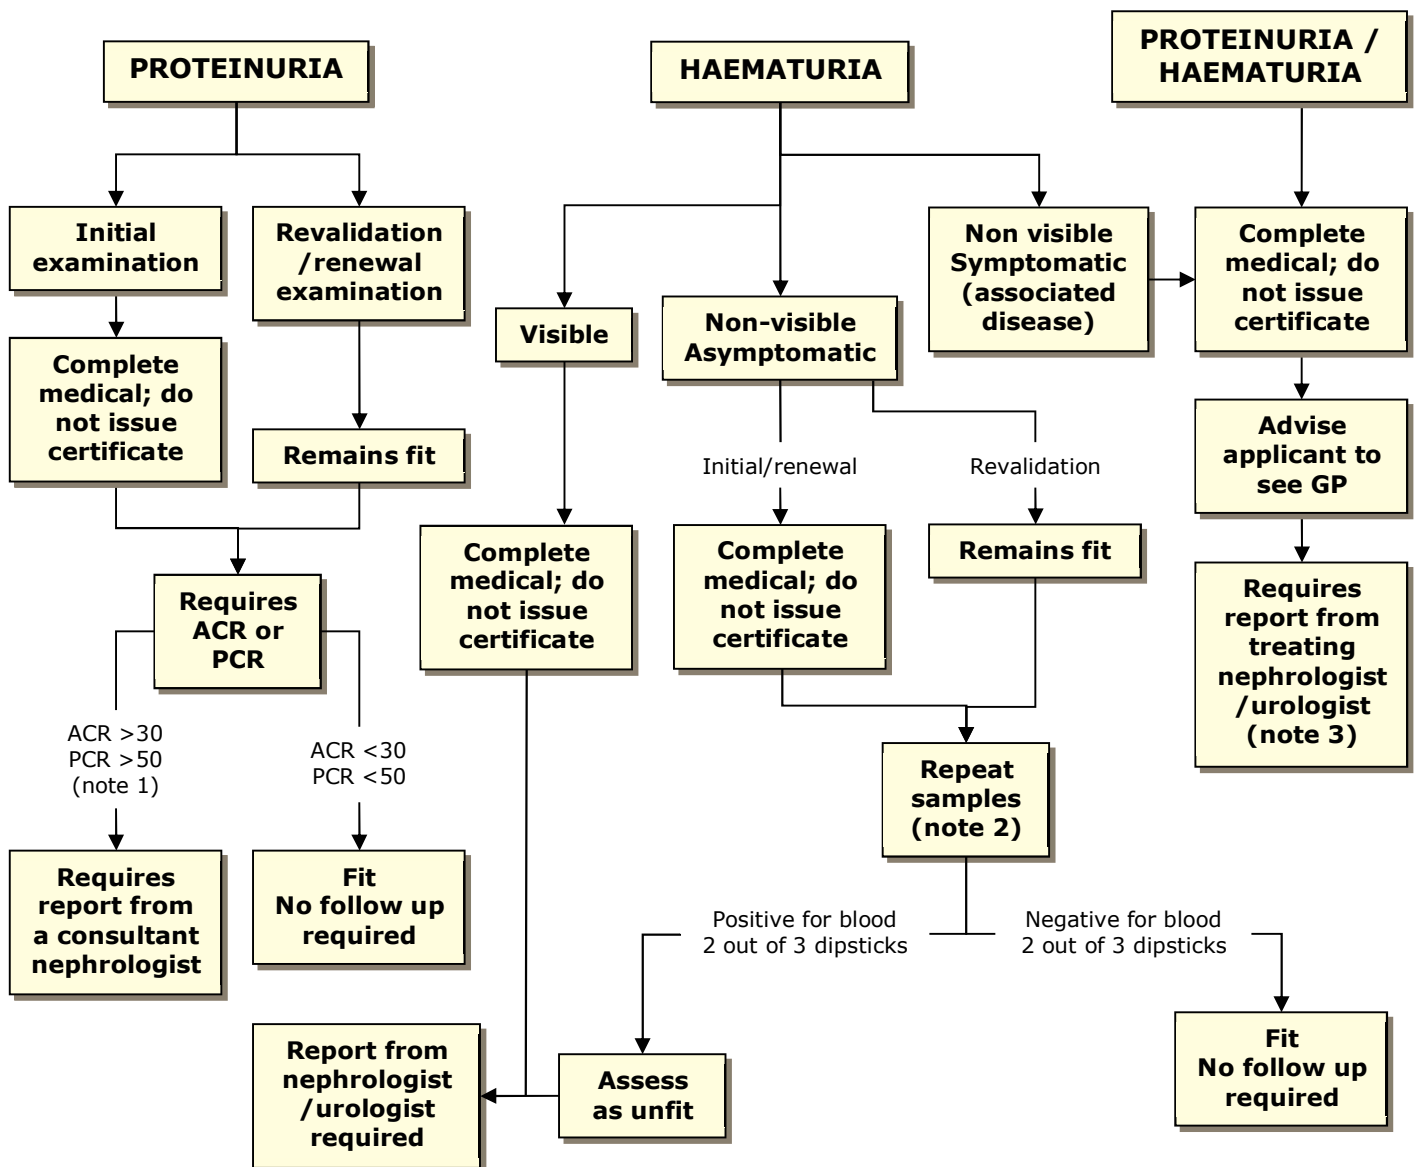 PROTEINURIA
HAEMATURIA
PROTEINURIA /
HAEMATURIA
Initial
examination
Revalidation
/renewal
examination
Non visible
Symptomatic
(associated
disease)
Complete
medical; do
not issue
certificate
Visible
Non-visible
Asymptomatic
Complete
medical; do
not issue
certificate
Remains fit
Initial/renewal
Revalidation
Advise
applicant to
see GP
Complete
medical; do
not issue
certificate
Complete
medical; do
not issue
certificate
Remains fit
Requires
report from
treating
nephrologist
/urologist
(note 3)
Requires
ACR or
PCR
ACR >30
PCR >50
(note 1)
ACR <30
PCR <50
Repeat
samples
(note 2)
Requires
report from
a consultant
nephrologist
Fit
No follow up
required
Positive for blood
2 out of 3 dipsticks
Negative for blood
2 out of 3 dipsticks
Report from
nephrologist
/urologist
required
Assess
as unfit
Fit
No follow up
required